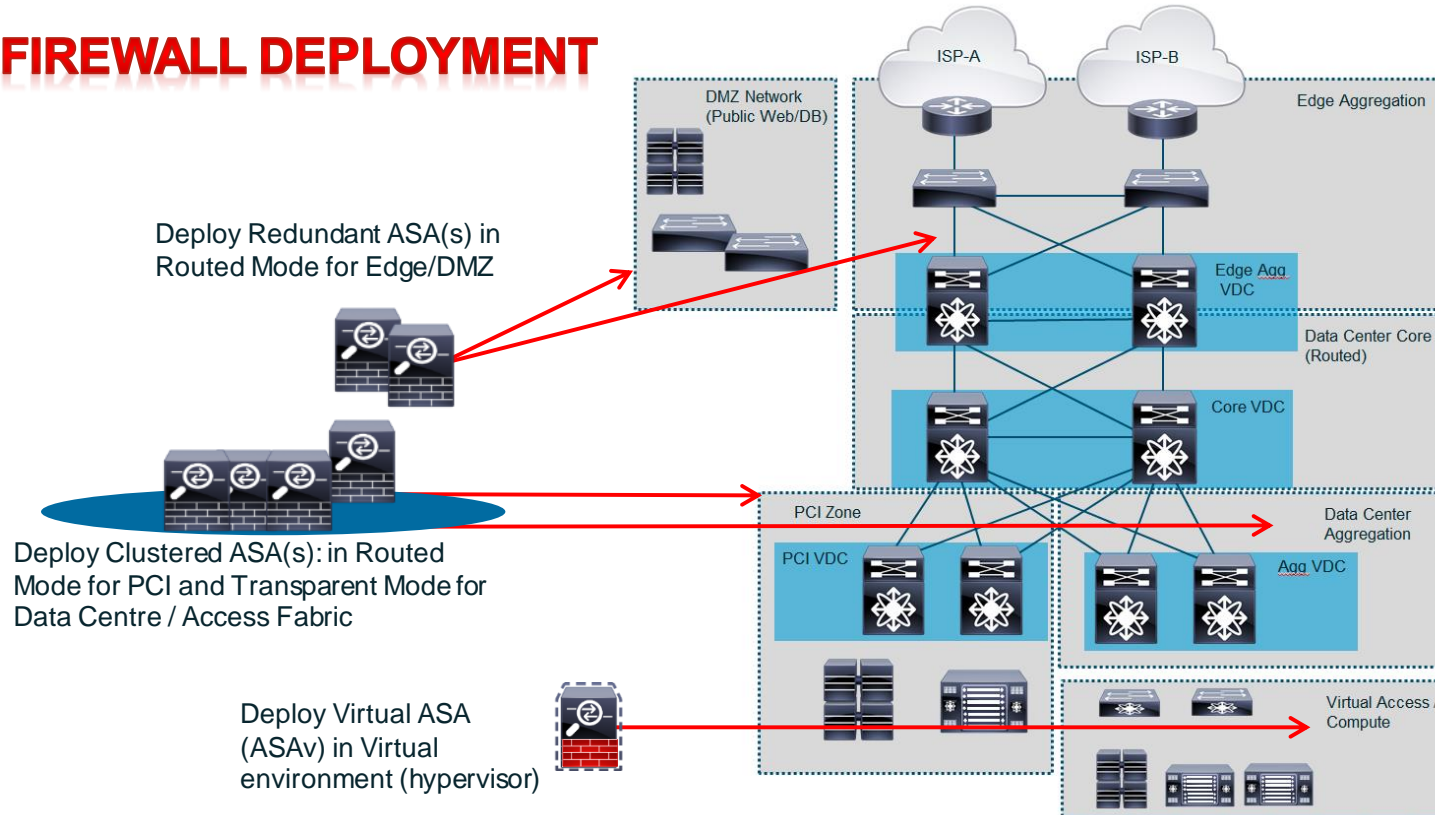 FIREWALL DEPLOYMENT
ISP-A
ISP-B
DMZ Network
(Public Web/DB)
Edge Aggregation
Deploy Redundant ASA(s) in
Routed Mode for Edge/DMZ
Edge Agg
VDC
Data Center Core
(Routed)
Core VDC
PCI Zone
Data Center
Aggregation
PCI VDC
Agg VDC
Deploy Clustered ASA(s): in Routed
Mode for PCI and Transparent Mode for
Data Centre / Access Fabric
Deploy Virtual ASA
(ASAv) in Virtual
environment (hypervisor)
Virtual Access /
Compute